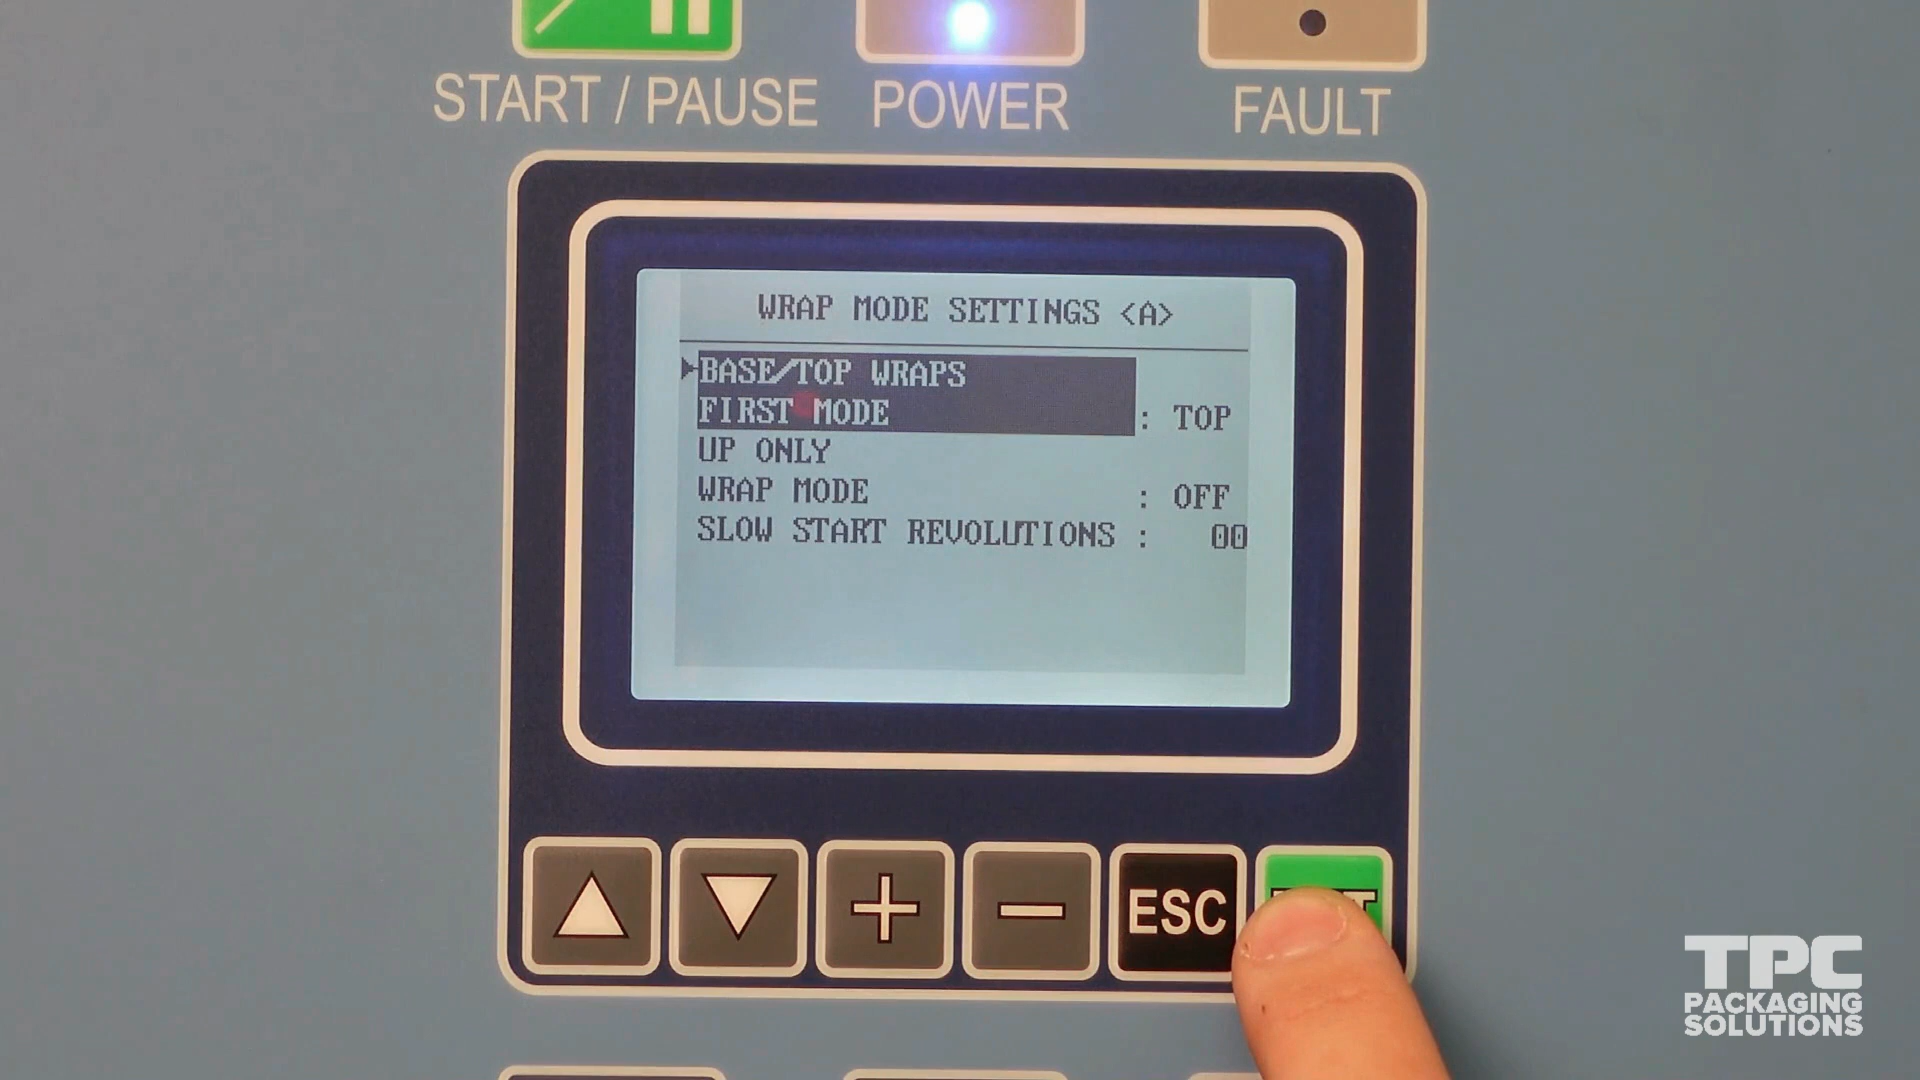 START / PAUSE
POWER
FAULT
WRAP MODE SETTINGS <A>
BASE/TOP WRAPS
FIRST MODE : TOP
UP ONLY
WRAP MODE : OFF
SLOW START REVOLUTIONS : 00
ESC
TPC
PACKAGING
SOLUTIONS